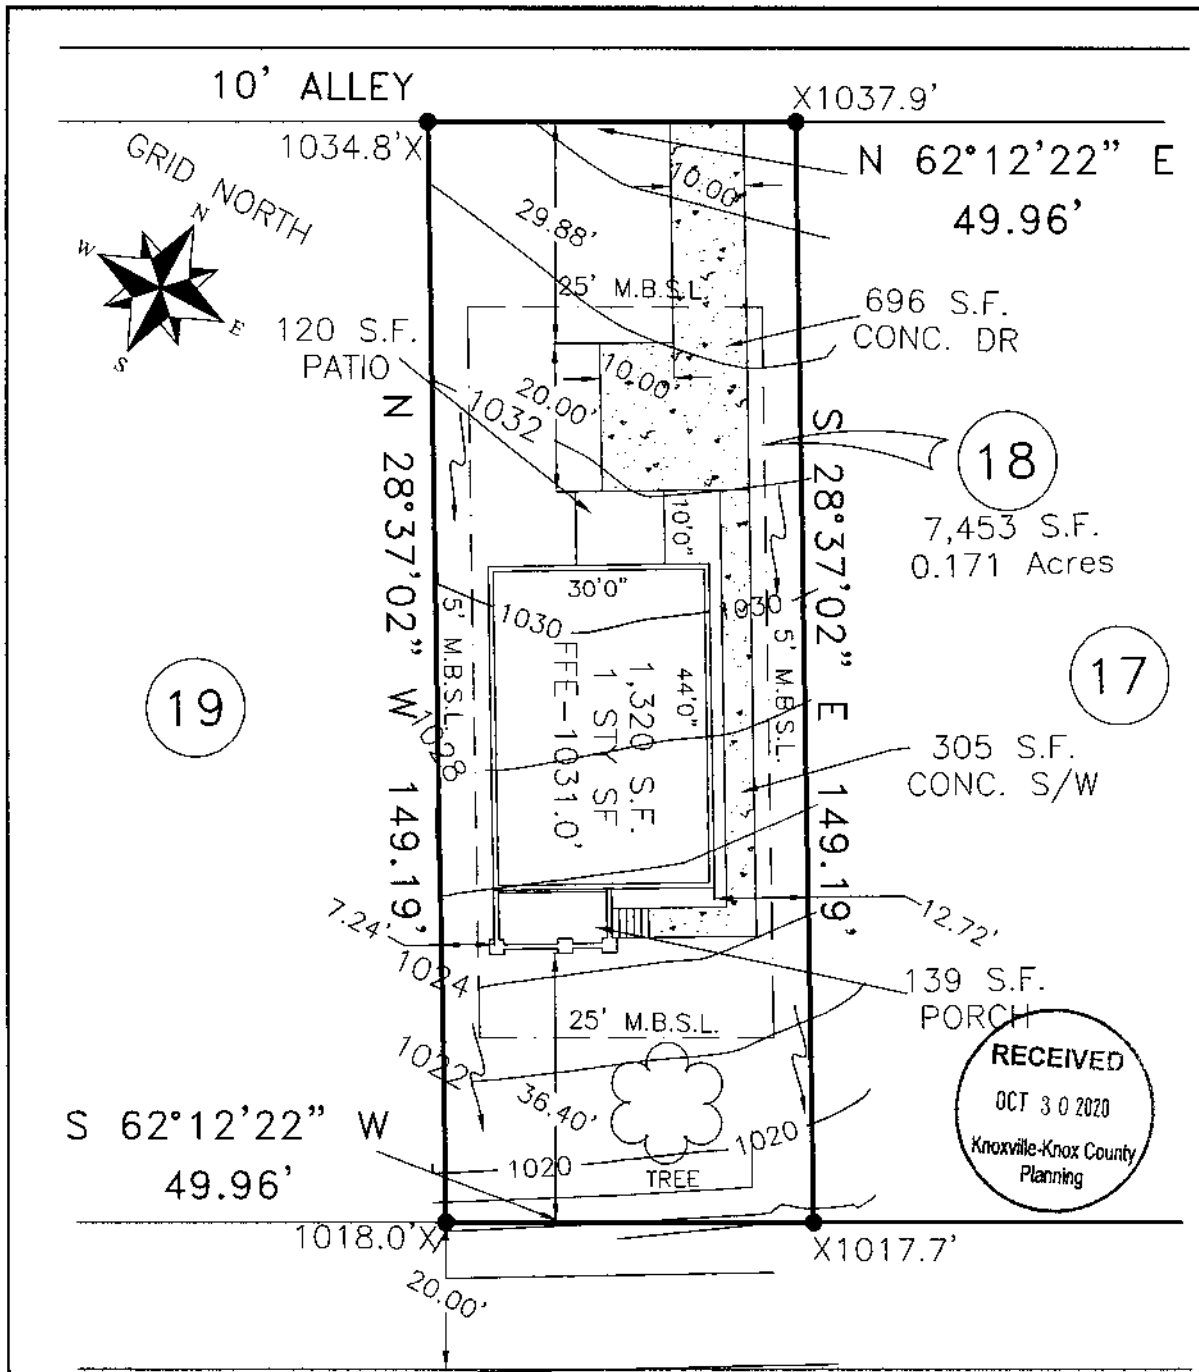 10' ALLEY
X1037.9'
1034.8'X
GRID NORTH
N
W
E
S
N 62°12'22" E
49.96'
10.00'
29.88'
25' M.B.S.L.
696 S.F.
CONC. DR
120 S.F.
PATIO
10.00'
20.00'
1032
N 28°37'02" W 149.19'
S 28°37'02" E 149.19'
18
7,453 S.F.
0.171 Acres
10'0"
30'0"
1030
030
5' M.B.S.L.
5' M.B.S.L.
44'0"
1,320 S.F.
1 STY SF
FFE-1031.0'
19
17
1028
305 S.F.
CONC. S/W
7.24'
12.72'
1024
139 S.F.
PORCH
25' M.B.S.L.
1022
36.40'
RECEIVED
OCT 30 2020
Knoxville-Knox County
Planning
S 62°12'22" W
49.96'
1020
1020
TREE
1018.0'X
X1017.7'
20.00'